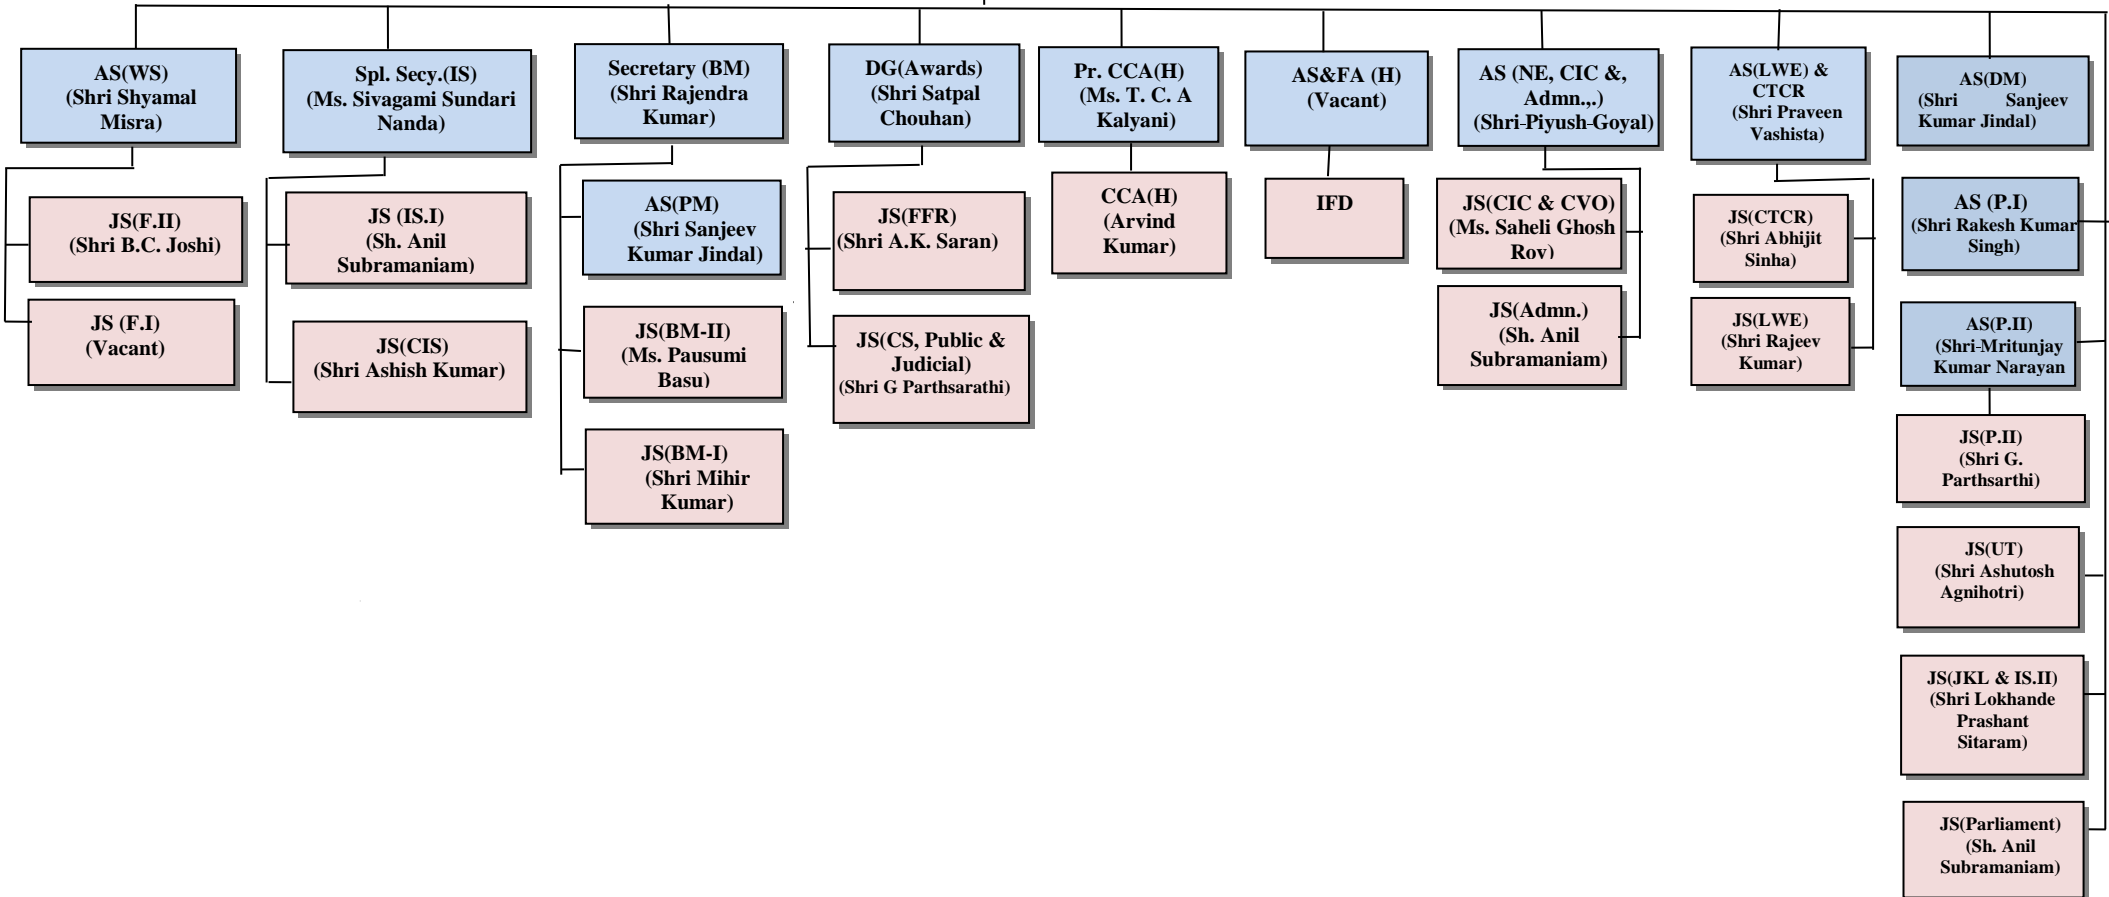 AS(WS)
(Shri Shyamal
Misra)
JS(F.II)
(Shri B.C. Joshi)
JS (F.I)
(Vacant)
Spl. Secy.(IS)
(Ms. Sivagami Sundari
Nanda)
JS (IS.I)
(Sh. Anil
Subramaniam)
JS(CIS)
(Shri Ashish Kumar)
Secretary (BM)
(Shri Rajendra
Kumar)
AS(PM)
(Shri Sanjeev
Kumar Jindal)
JS(BM-II)
(Ms. Pausumi
Basu)
JS(BM-I)
(Shri Mihir
Kumar)
DG(Awards)
(Shri Satpal
Chouhan)
JS(FFR)
(Shri A.K. Saran)
JS(CS, Public &
Judicial)
(Shri G Parthsarathi)
Pr. CCA(H)
(Ms. T. C. A
Kalyani)
CCA(H)
(Arvind
Kumar)
AS&FA (H)
(Vacant)
IFD
AS (NE, CIC &,
Admn.,.)
(Shri-Piyush-Goyal)
JS(CIC & CVO)
(Ms. Saheli Ghosh
Roy)
JS(Admn.)
(Sh. Anil
Subramaniam)
AS(LWE) &
CTCR
(Shri Praveen
Vashista)
JS(CTCR)
(Shri Abhijit
Sinha)
JS(LWE)
(Shri Rajeev
Kumar)
AS(DM)
(Shri Sanjeev
Kumar Jindal)
AS (P.I)
(Shri Rakesh Kumar
Singh)
AS(P.II)
(Shri-Mritunjay
Kumar Narayan
JS(P.II)
(Shri G.
Parthsarthi)
JS(UT)
(Shri Ashutosh
Agnihotri)
JS(JKL & IS.II)
(Shri Lokhande
Prashant
Sitaram)
JS(Parliament)
(Sh. Anil
Subramaniam)